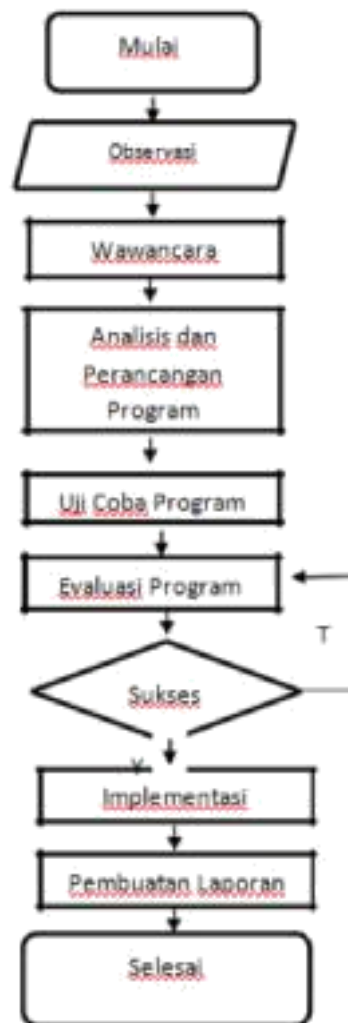 Mulai
Observasi
Wawancara
Analisis dan
Perancangan
Program
Uji Coba Program
Evaluasi Program
T
Sukses
Y
Implementasi
Pembuatan Laporan
Selesai